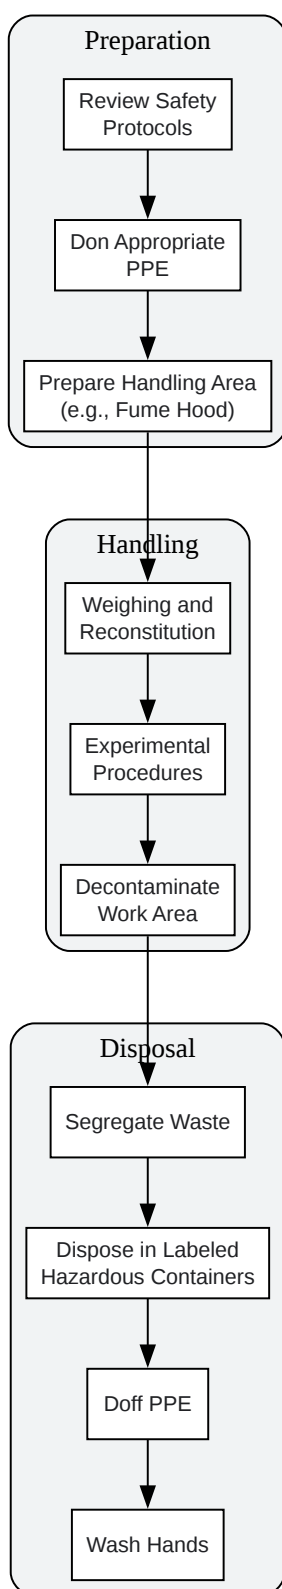 Preparation
Review Safety
Protocols
Don Appropriate
PPE
Prepare Handling Area
(e.g., Fume Hood)
Handling
Weighing and
Reconstitution
Experimental
Procedures
Decontaminate
Work Area
Disposal
Segregate Waste
Dispose in Labeled
Hazardous Containers
Doff PPE
Wash Hands